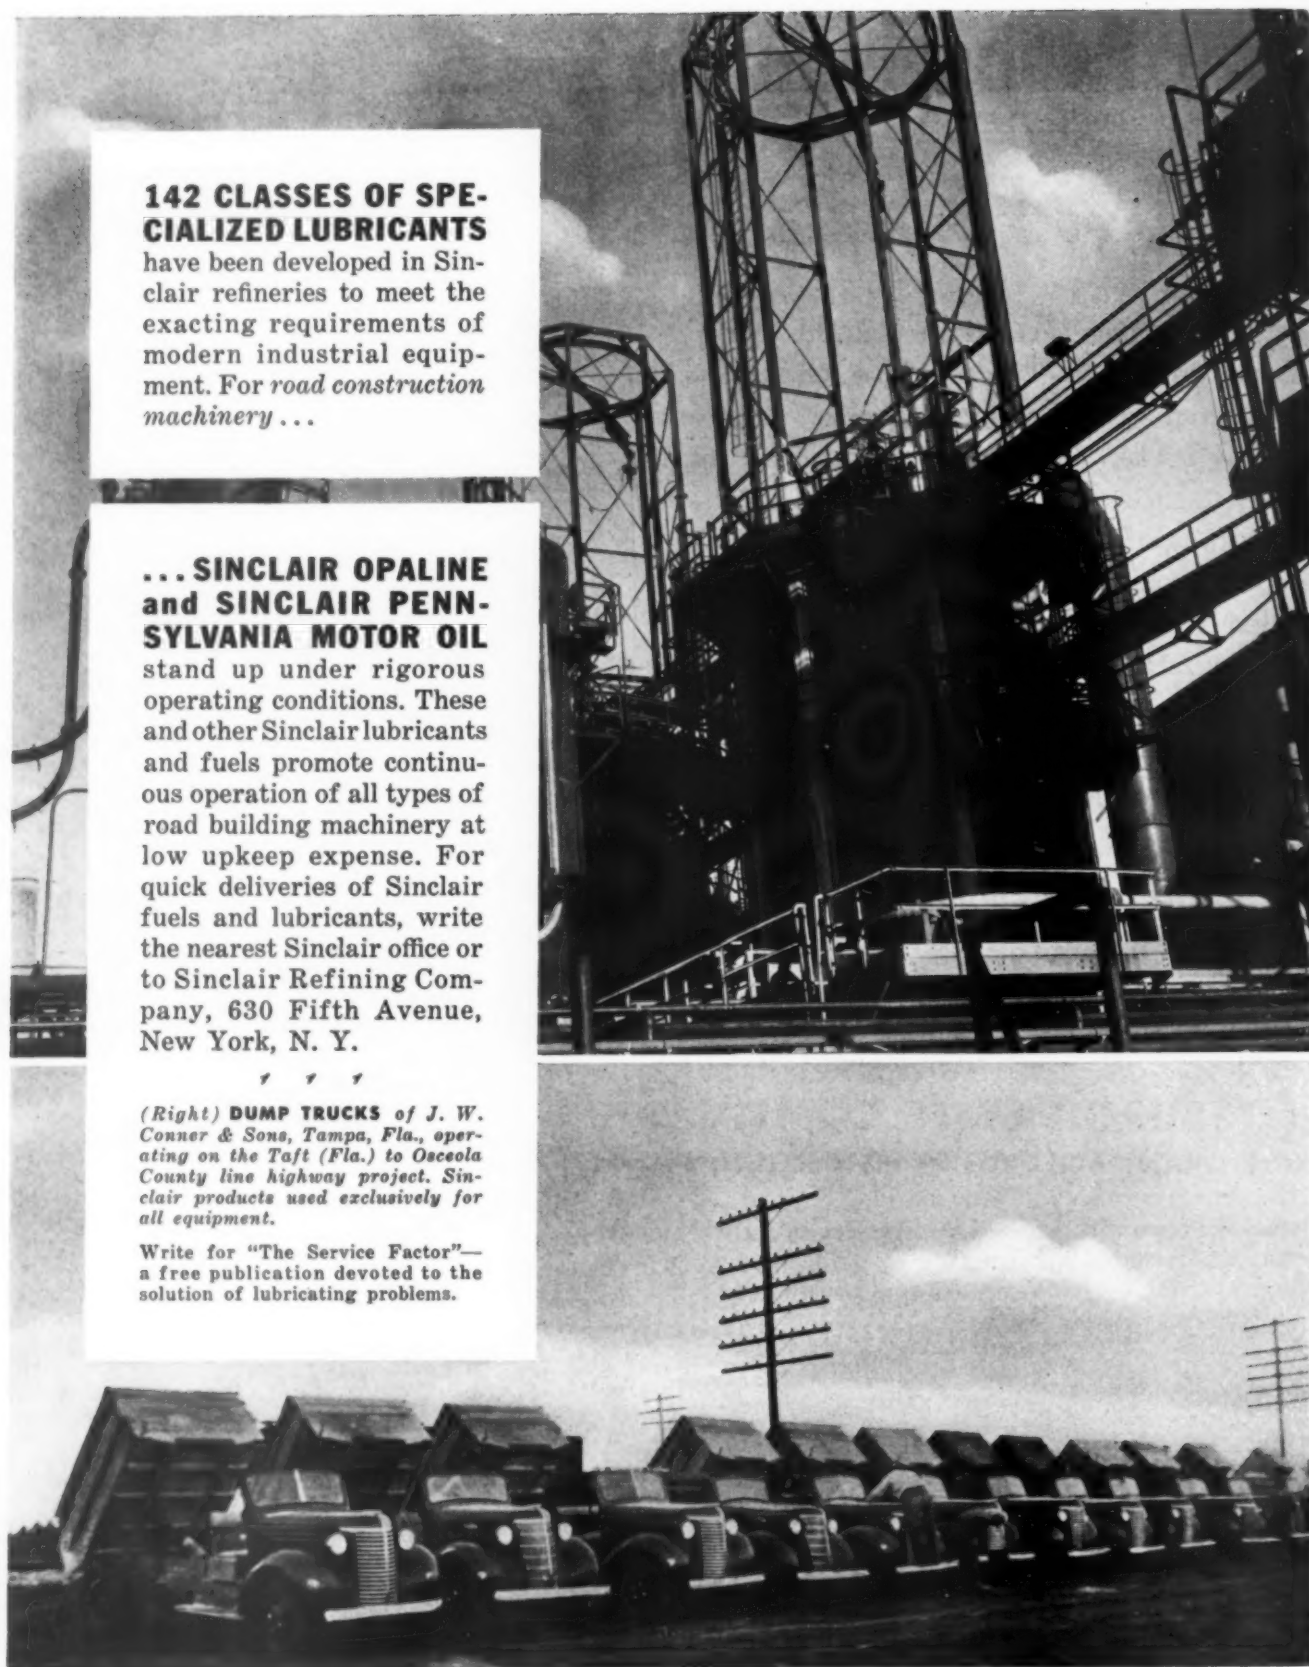 142 CLASSES OF SPE-
CIALIZED LUBRICANTS
have been developed in Sin-
clair refineries to meet the
exacting requirements of
modern industrial equip-
ment. For road construction
machinery . . .
. . . SINCLAIR OPALINE
and SINCLAIR PENN-
SYLVANIA MOTOR OIL
stand up under rigorous
operating conditions. These
and other Sinclair lubricants
and fuels promote continu-
ous operation of all types of
road building machinery at
low upkeep expense. For
quick deliveries of Sinclair
fuels and lubricants, write
the nearest Sinclair office or
to Sinclair Refining Com-
pany, 630 Fifth Avenue,
New York, N. Y.
(Right) DUMP TRUCKS of J. W.
Conner & Sons, Tampa, Fla., oper-
ating on the Taft (Fla.) to Osceola
County line highway project. Sin-
clair products used exclusively for
all equipment.
Write for “The Service Factor”—
a free publication devoted to the
solution of lubricating problems.